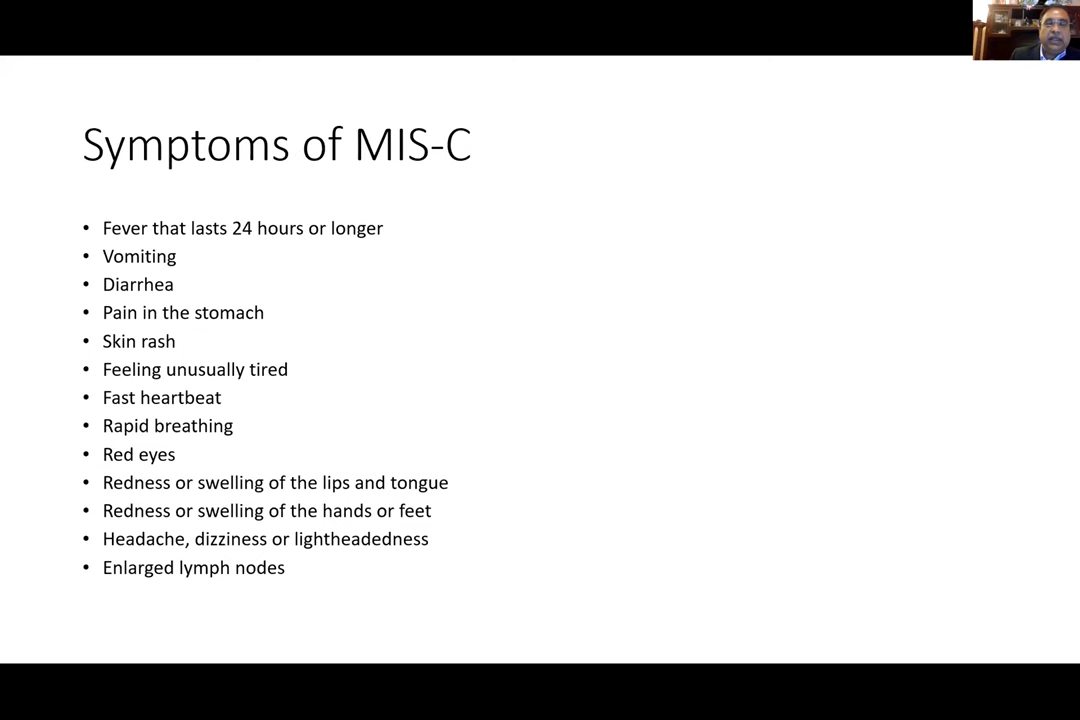 Symptoms of MIS-C
• Fever that lasts 24 hours or longer
• Vomiting
• Diarrhea
• Pain in the stomach
• Skin rash
• Feeling unusually tired
• Fast heartbeat
• Rapid breathing
• Red eyes
• Redness or swelling of the lips and tongue
• Redness or swelling of the hands or feet
• Headache, dizziness or lightheadedness
• Enlarged lymph nodes